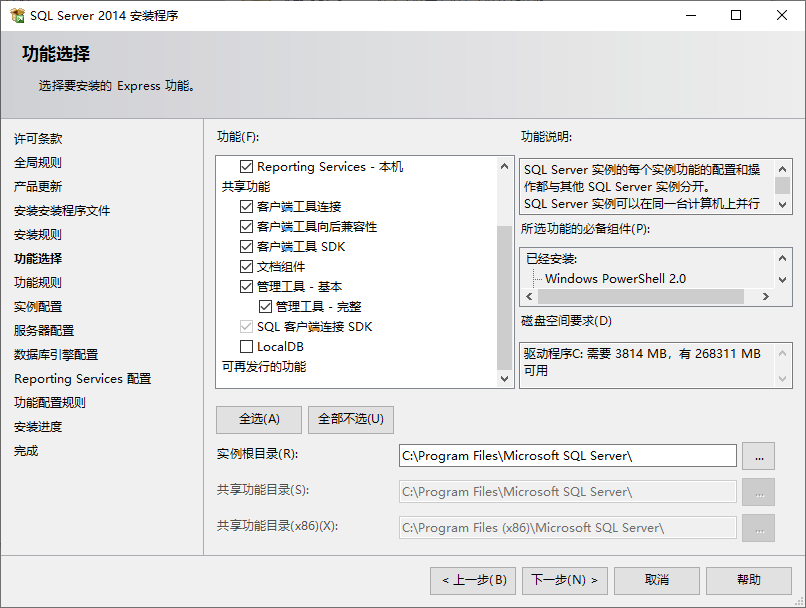 SQL Server 2014 安装程序
功能选择
选择要安装的 Express 功能。
许可条款
全局规则
产品更新
安装安装程序文件
安装规则
功能选择
功能规则
实例配置
服务器配置
数据库引擎配置
Reporting Services 配置
功能配置规则
安装进度
完成
功能(F):
Reporting Services - 本机
共享功能
客户端工具连接
客户端工具向后兼容性
客户端工具 SDK
文档组件
管理工具 - 基本
管理工具 - 完整
SQL 客户端连接 SDK
LocalDB
可再发行的功能
功能说明:
SQL Server 实例的每个实例功能的配置和操
作都与其他 SQL Server 实例分开。
SQL Server 实例可以在同一台计算机上并行
所选功能的必备组件(P):
已经安装:
Windows PowerShell 2.0
磁盘空间要求(D)
驱动程序C: 需要 3814 MB，有 268311 MB
可用
全选(A)
全部不选(U)
实例根目录(R):
C:\Program Files\Microsoft SQL Server\
...
共享功能目录(S):
C:\Program Files\Microsoft SQL Server\
...
共享功能目录(x86)(X):
C:\Program Files (x86)\Microsoft SQL Server\
...
< 上一步(B)
下一步(N) >
取消
帮助